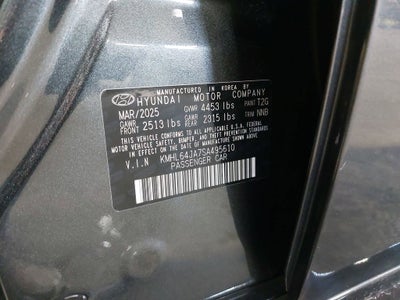 MANUFACTURED IN KOREA BY
HYUNDAI MOTOR COMPANY
MAR/2025 GVWR 4453 lbs PAINT T2G
GAWR FRONT 2513 lbs GAWR REAR 2315 lbs TRIM NNB
THIS VEHICLE CONFORMS TO ALL APPLICABLE U.S. FEDERAL
MOTOR VEHICLE SAFETY, BUMPER, AND THEFT PREVENTION
STANDARDS IN EFFECT ON THE DATE OF MANUFACTURE
SHOWN ABOVE.
V.I.N KMHL64JA7SA495610
PASSENGER CAR